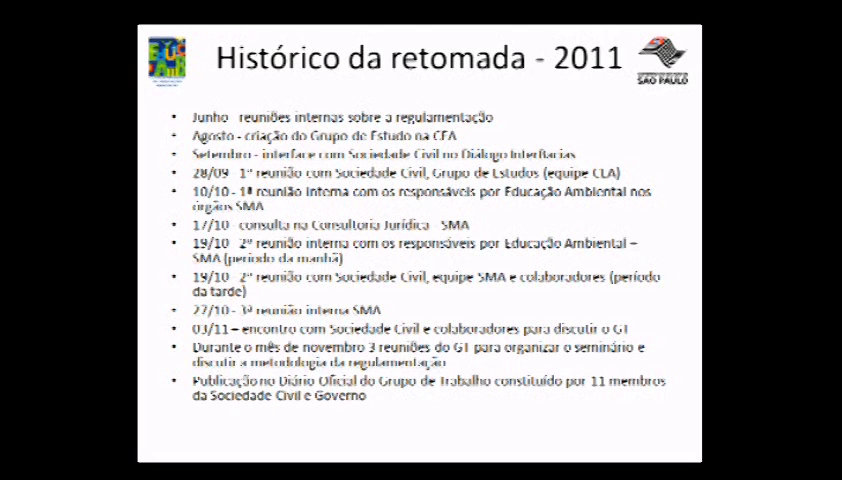 Histórico da retomada - 2011
SÃO PAULO
• Junho - reuniões internas sobre a regulamentação
• Agosto - criação do Grupo de Estudo na CEA
• Setembro - interface com Sociedade Civil no Diálogo Interbacias
• 28/09 - 1ª reunião com Sociedade Civil, Grupo de Estudos (equipe CEA)
• 10/10 - 1ª reunião interna com os responsáveis por Educação Ambiental nos
órgãos SMA
• 17/10 - consulta na Consultoria Jurídica - SMA
• 19/10 - 2ª reunião interna com os responsáveis por Educação Ambiental –
SMA (período da manhã)
• 19/10 - 2ª reunião com Sociedade Civil, equipe SMA e colaboradores (período
da tarde)
• 27/10 - 3ª reunião interna SMA
• 03/11 – encontro com Sociedade Civil e colaboradores para discutir o GT
• Durante o mês de novembro 3 reuniões do GT para organizar o seminário e
discutir a metodologia da regulamentação
• Publicação no Diário Oficial do Grupo de Trabalho constituído por 11 membros
da Sociedade Civil e Governo